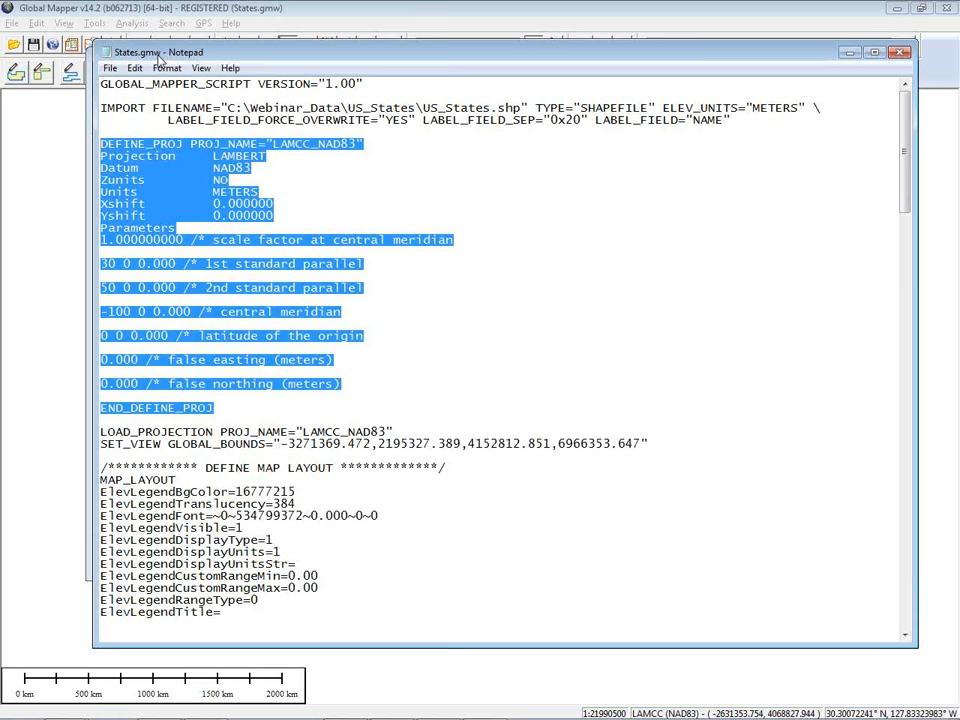 Global Mapper v14.2 (b062713) [64-bit] - REGISTERED (States.gmw)
File Edit View Tools Analysis Search GPS Help
States.gmw - Notepad
File Edit Format View Help
GLOBAL_MAPPER_SCRIPT VERSION="1.00"
IMPORT FILENAME="C:\Webinar_Data\US_States\US_States.shp" TYPE="SHAPEFILE" ELEV_UNITS="METERS" \
LABEL_FIELD_FORCE_OVERWRITE="YES" LABEL_FIELD_SEP="0x20" LABEL_FIELD="NAME"
DEFINE_PROJ PROJ_NAME="LAMCC_NAD83"
Projection LAMBERT
Datum NAD83
Zunits NO
Units METERS
Xshift 0.000000
Yshift 0.000000
Parameters
1.000000000 /* scale factor at central meridian
30 0 0.000 /* 1st standard parallel
50 0 0.000 /* 2nd standard parallel
-100 0 0.000 /* central meridian
0 0 0.000 /* latitude of the origin
0.000 /* false easting (meters)
0.000 /* false northing (meters)
END_DEFINE_PROJ
LOAD_PROJECTION PROJ_NAME="LAMCC_NAD83"
SET_VIEW GLOBAL_BOUNDS="-3271369.472,2195327.389,4152812.851,6966353.647"
/************ DEFINE MAP LAYOUT *************/
MAP_LAYOUT
ElevLegendBgColor=16777215
ElevLegendTranslucency=384
ElevLegendFont=~0~534799372~0.000~0~0
ElevLegendVisible=1
ElevLegendDisplayType=1
ElevLegendDisplayUnits=1
ElevLegendDisplayUnitsStr=
ElevLegendCustomRangeMin=0.00
ElevLegendCustomRangeMax=0.00
ElevLegendRangeType=0
ElevLegendTitle=
0 km 500 km 1000 km 1500 km 2000 km
1:21990500 LAMCC (NAD83) - ( -2631353.754, 4068827.944 ) 30.30072241° N, 127.83323983° W